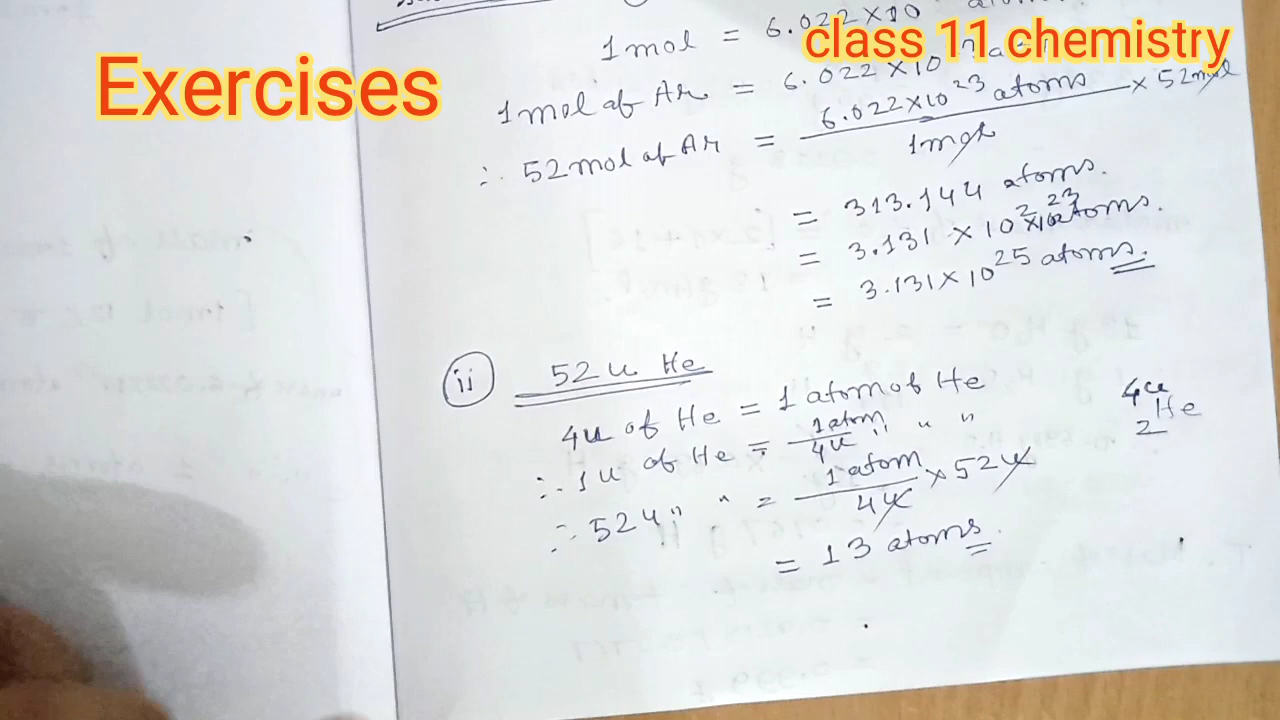 Exercises
class 11 chemistry
1 mol = 6.022 × 10
1 mol of Ar = 6.022 × 10
∴ 52 mol of Ar = 6.022 × 10²³ atoms / 1 mol × 52 mol
= 313.144 atoms.
= 3.131 × 10² × 10²³ atoms.
= 3.131 × 10²⁵ atoms.
ii 52 u He
4u of He = 1 atom of He
∴ 1 u of He = 1 atom / 4u " " "
∴ 52 u " " = 1 atom / 4u × 52 u
= 13 atoms.
4u
He
2